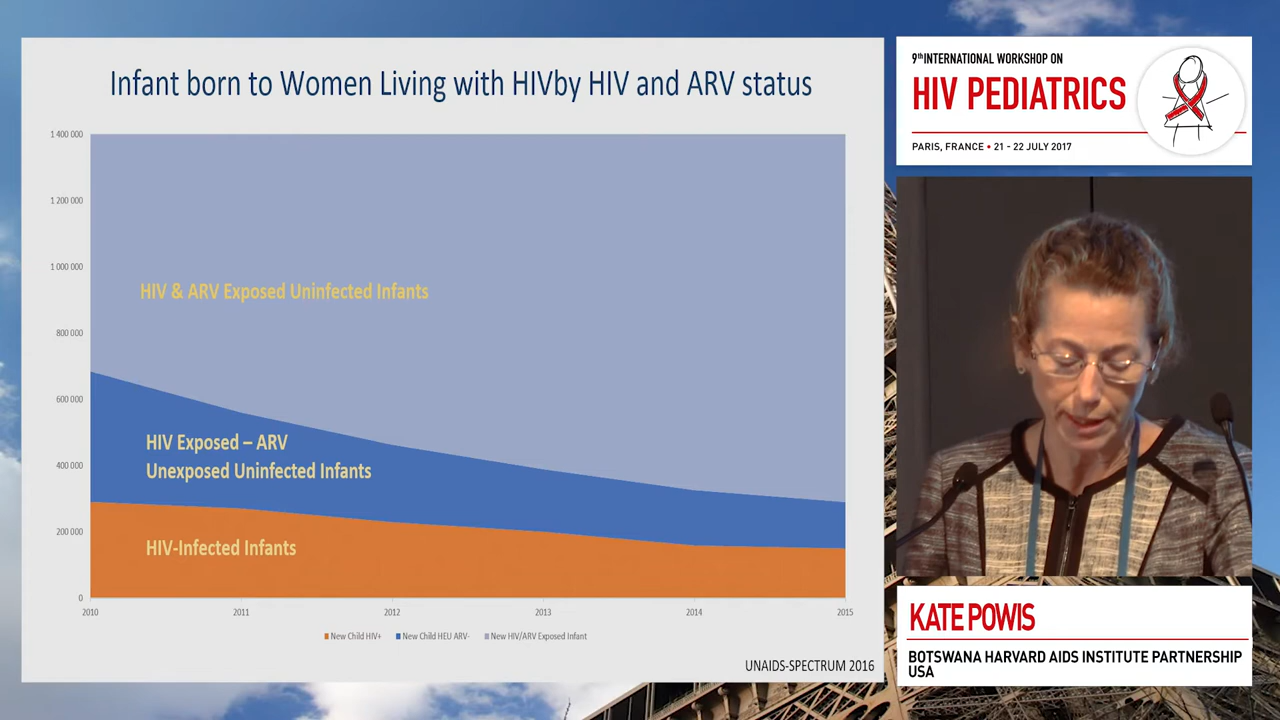 Infant born to Women Living with HIVby HIV and ARV status
1 400 000
1 200 000
1 000 000
800 000
600 000
400 000
200 000
0
HIV & ARV Exposed Uninfected Infants
HIV Exposed – ARV
Unexposed Uninfected Infants
HIV-Infected Infants
2010
2011
2012
2013
2014
2015
New Child HIV+
New Child HEU ARV-
New HIV/ARV Exposed Infant
UNAIDS-SPECTRUM 2016
9th INTERNATIONAL WORKSHOP ON
HIV PEDIATRICS
PARIS, FRANCE • 21 - 22 JULY 2017
KATE POWIS
BOTSWANA HARVARD AIDS INSTITUTE PARTNERSHIP
USA